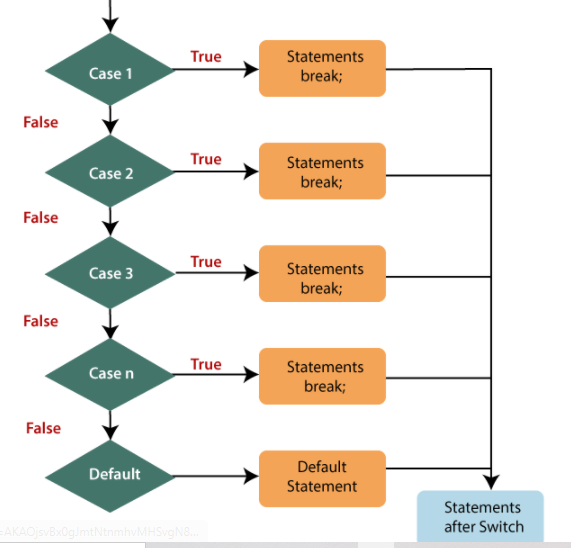 Case 1
True
Statements
break;
False
Case 2
True
Statements
break;
False
Case 3
True
Statements
break;
False
Case n
True
Statements
break;
False
Default
Default
Statement
Statements
after Switch